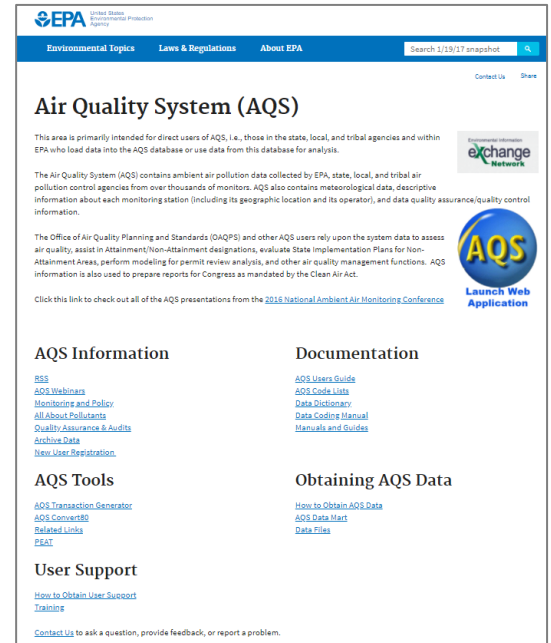 EPA United States
Environmental Protection
Agency
Environmental Topics Laws & Regulations About EPA Search 1/19/17 snapshot
Contact Us Share
Air Quality System (AQS)
This area is primarily intended for direct users of AQS, i.e., those in the state, local, and tribal agencies and within
EPA who load data into the AQS database or use data from this database for analysis.
Environmental Information
eXchange
Network
The Air Quality System (AQS) contains ambient air pollution data collected by EPA, state, local, and tribal air
pollution control agencies from over thousands of monitors. AQS also contains meteorological data, descriptive
information about each monitoring station (including its geographic location and its operator), and data quality assurance/quality control
information.
The Office of Air Quality Planning and Standards (OAQPS) and other AQS users rely upon the system data to assess
air quality, assist in Attainment/Non-Attainment designations, evaluate State Implementation Plans for Non-
Attainment Areas, perform modeling for permit review analysis, and other air quality management functions. AQS
information is also used to prepare reports for Congress as mandated by the Clean Air Act.
AQS
Launch Web
Application
Click this link to check out all of the AQS presentations from the 2016 National Ambient Air Monitoring Conference
AQS Information
RSS
AQS Webinars
Monitoring and Policy
All About Pollutants
Quality Assurance & Audits
Archive Data
New User Registration
Documentation
AQS Users Guide
AQS Code Lists
Data Dictionary
Data Coding Manual
Manuals and Guides
AQS Tools
AQS Transaction Generator
AQS Convert80
Related Links
PEAT
Obtaining AQS Data
How to Obtain AQS Data
AQS Data Mart
Data Files
User Support
How to Obtain User Support
Training
Contact Us to ask a question, provide feedback, or report a problem.